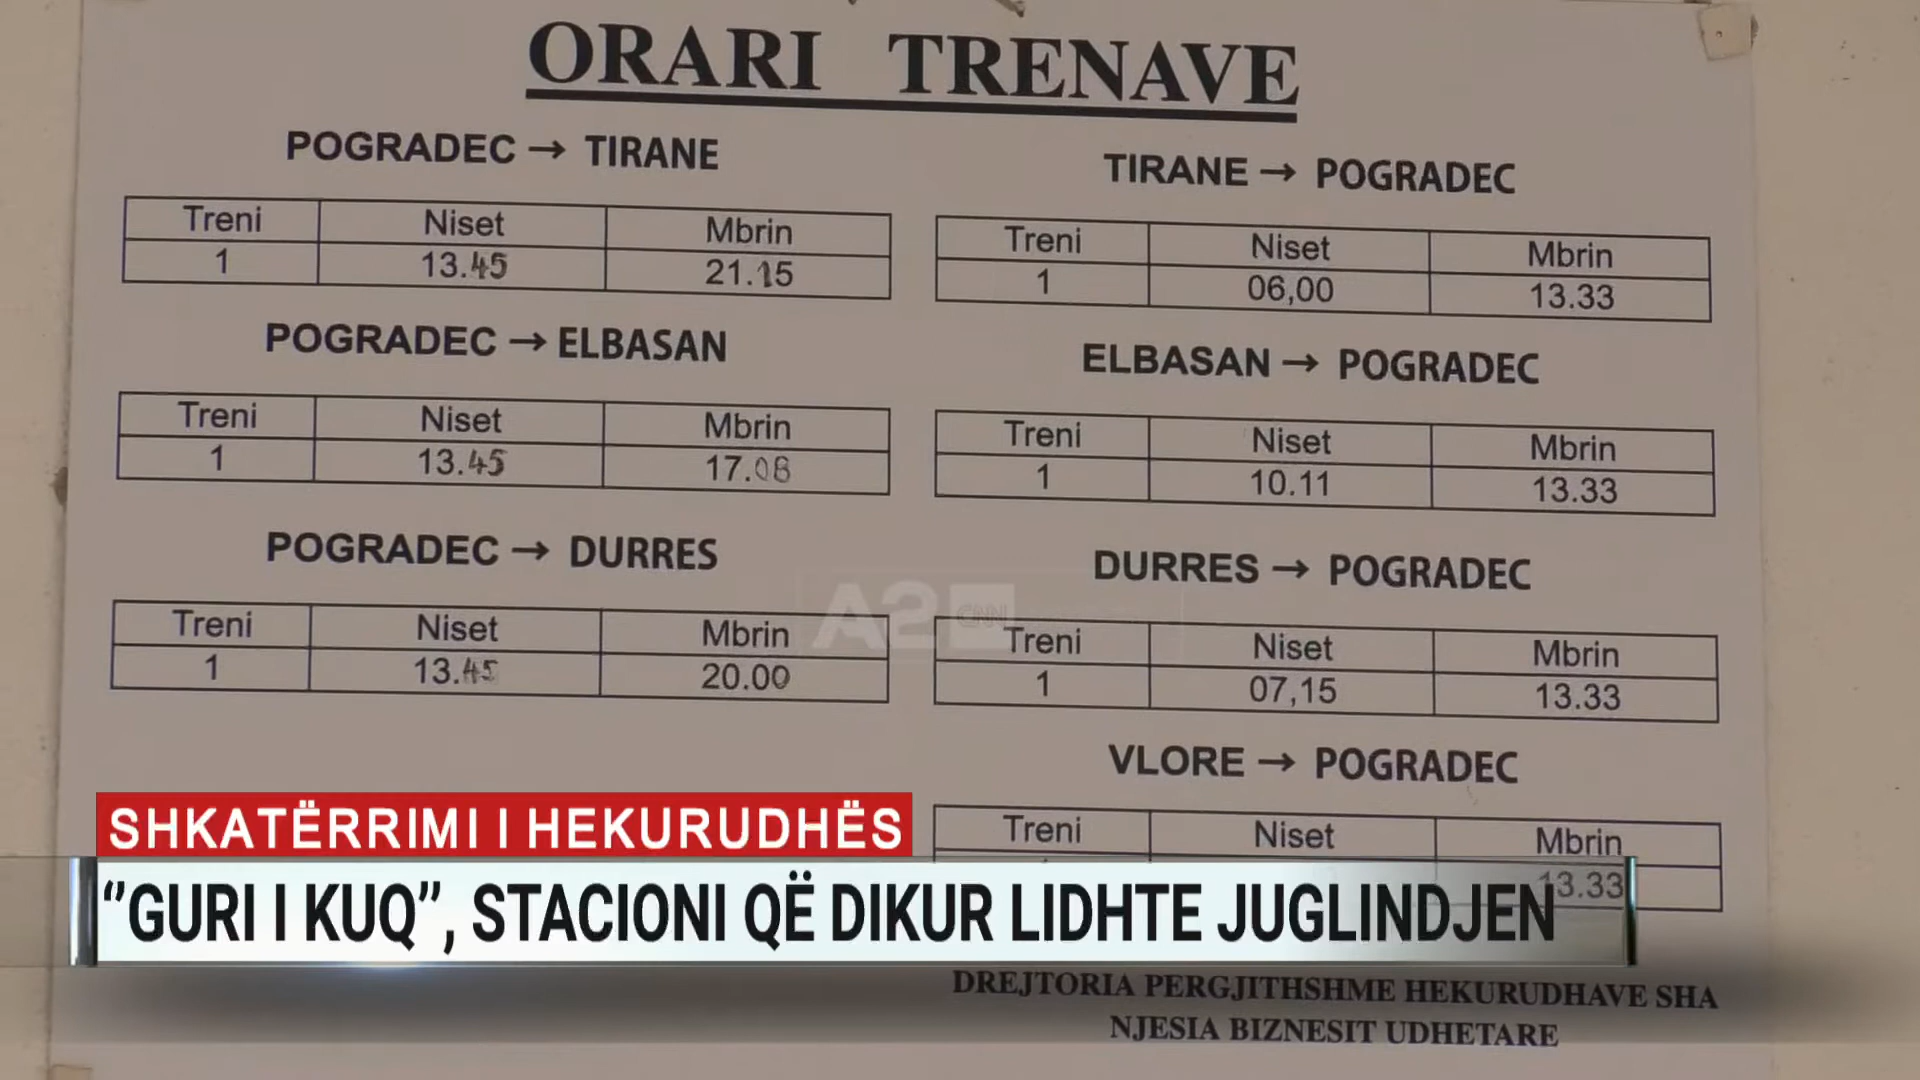 ORARI TRENAVE
POGRADEC → TIRANE
Treni Niset Mbrin
1 13.45 21.15
POGRADEC → ELBASAN
Treni Niset Mbrin
1 13.45 17.08
POGRADEC → DURRES
Treni Niset Mbrin
1 13.45 20.00
TIRANE → POGRADEC
Treni Niset Mbrin
1 06,00 13.33
ELBASAN → POGRADEC
Treni Niset Mbrin
1 10.11 13.33
DURRES → POGRADEC
Treni Niset Mbrin
1 07,15 13.33
VLORE → POGRADEC
Treni Niset Mbrin
13.33
A2 CNN
SHKATËRRIMI I HEKURUDHËS
“GURI I KUQ”, STACIONI QË DIKUR LIDHTE JUGLINDJEN
DREJTORIA PERGJITHSHME HEKURUDHAVE SHA
NJESIA BIZNESIT UDHETARE